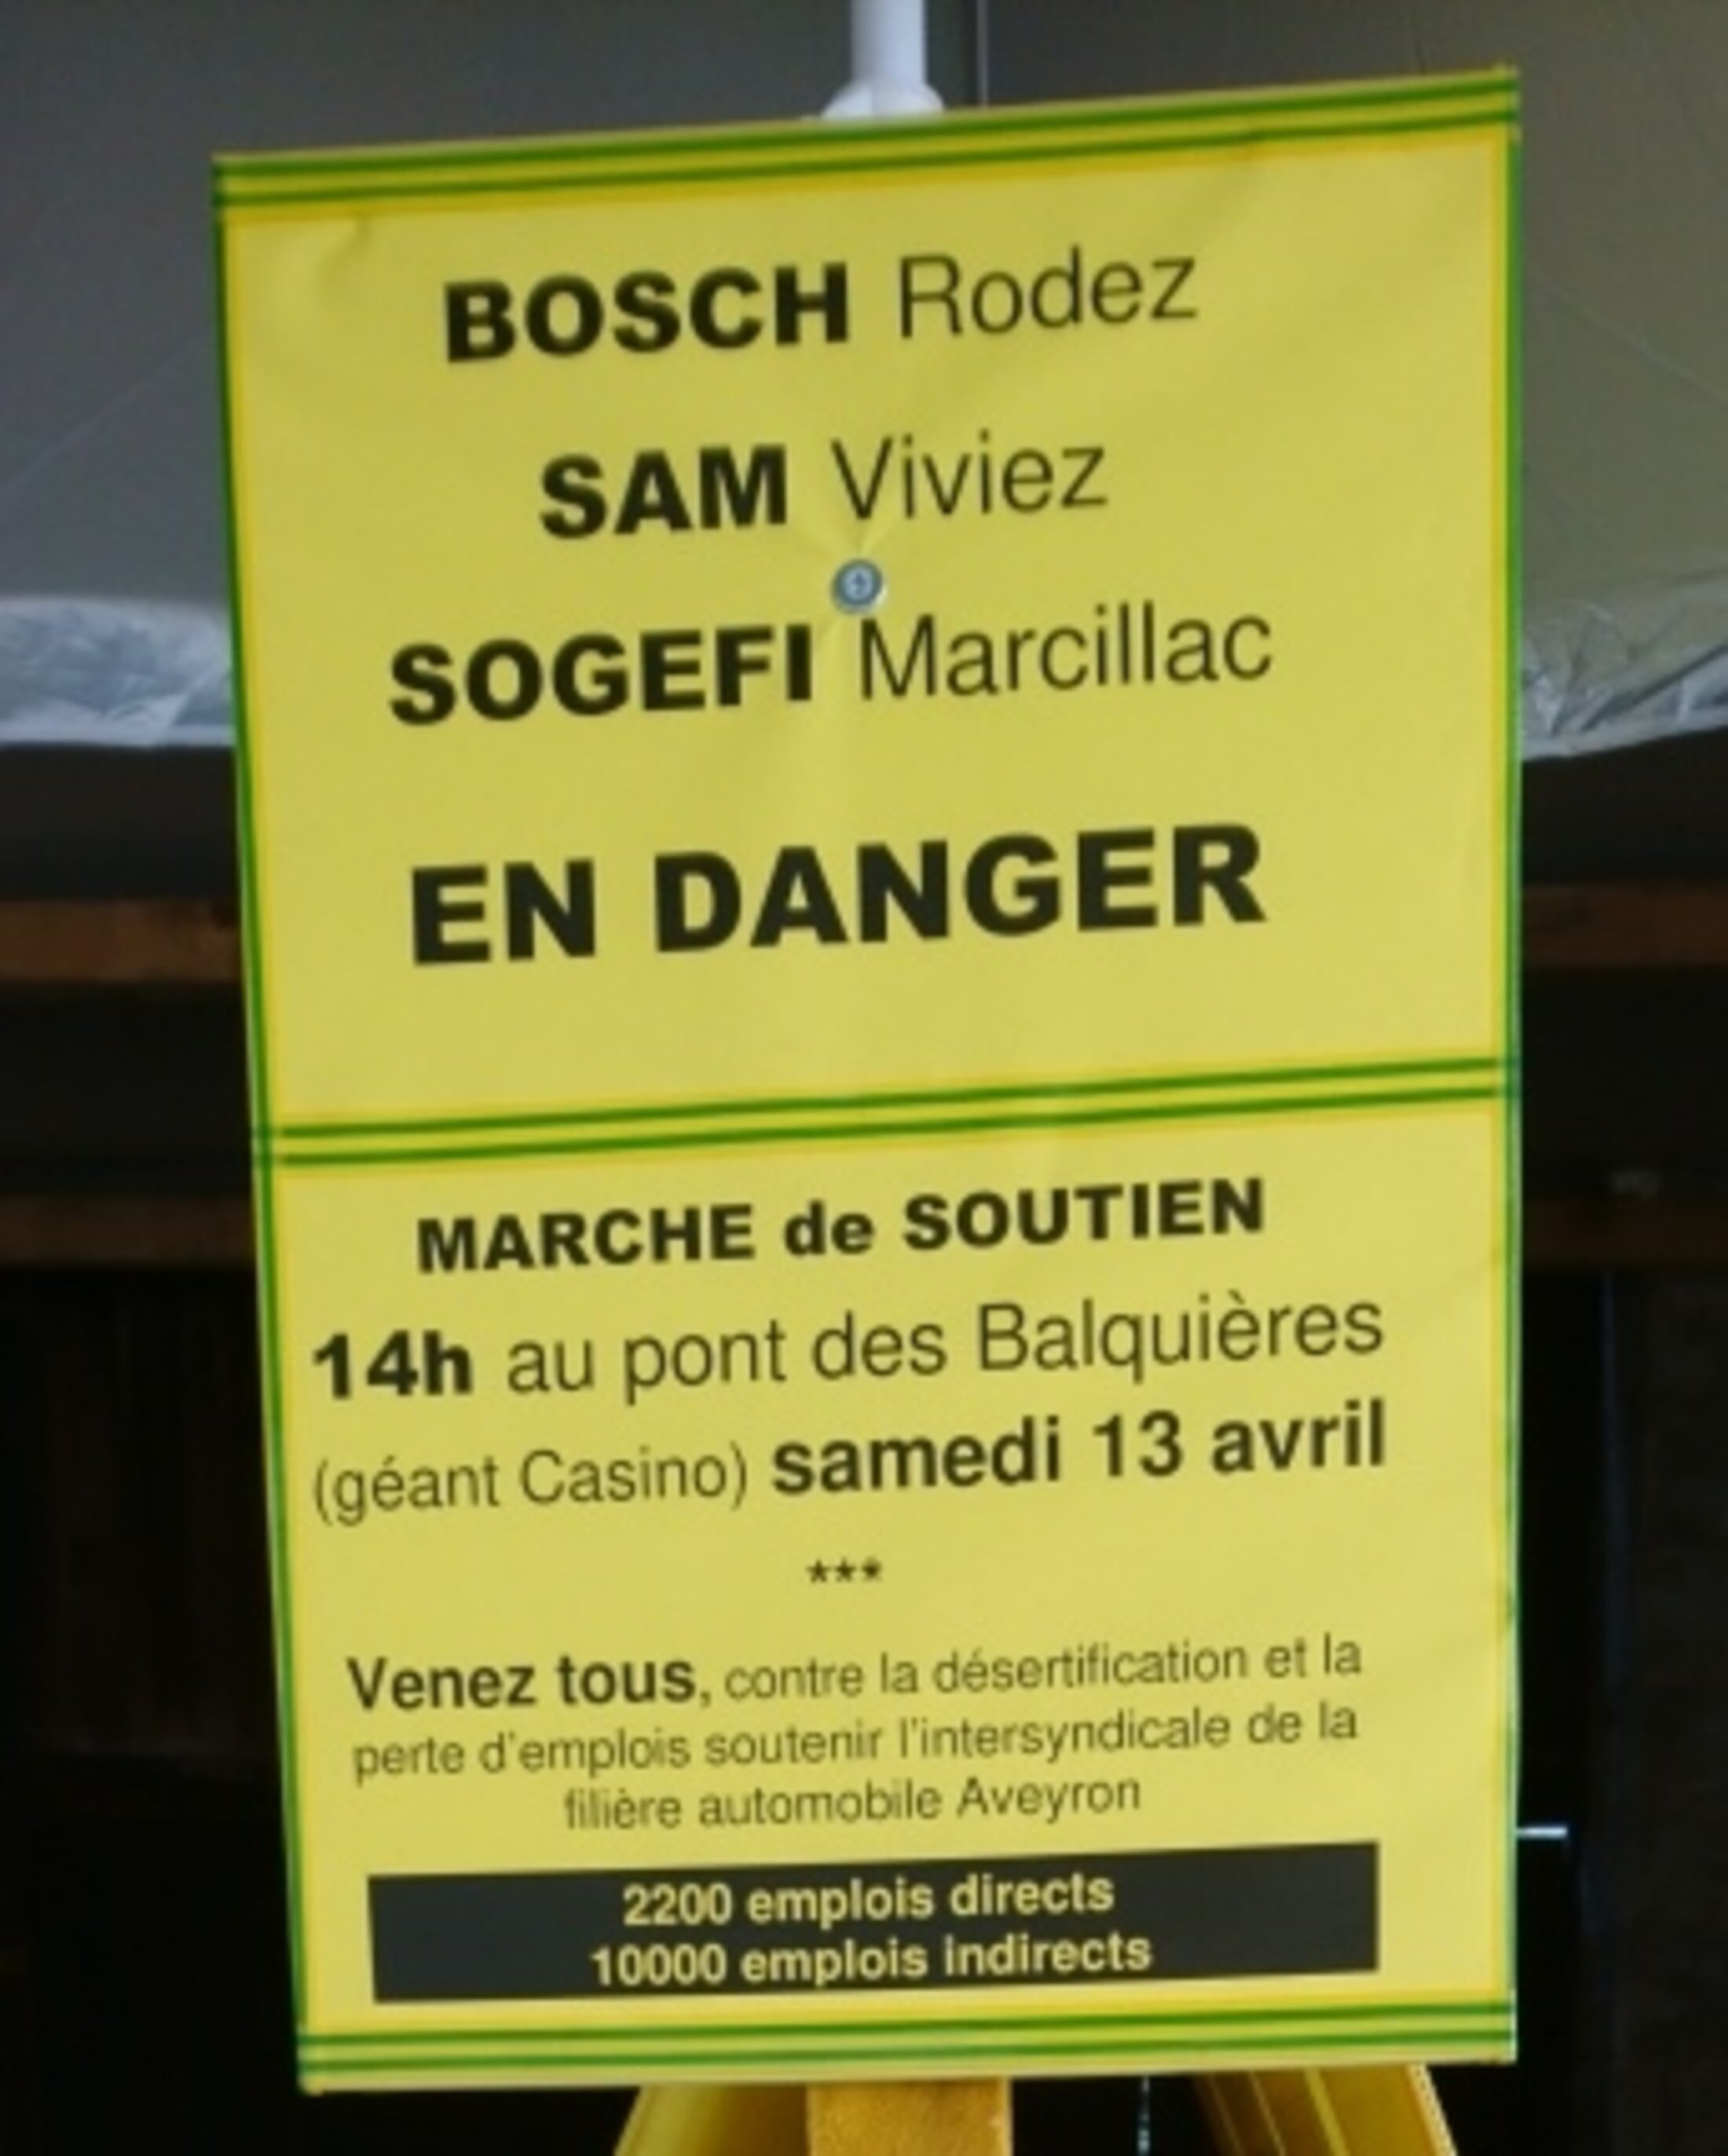 BOSCH Rodez
SAM Viviez
SOGEFI Marcillac
EN DANGER
MARCHE de SOUTIEN
14h au pont des Balquières
(géant Casino) samedi 13 avril
***
Venez tous, contre la désertification et la
perte d'emplois soutenir l'intersyndicale de la
filière automobile Aveyron
2200 emplois directs
10000 emplois indirects